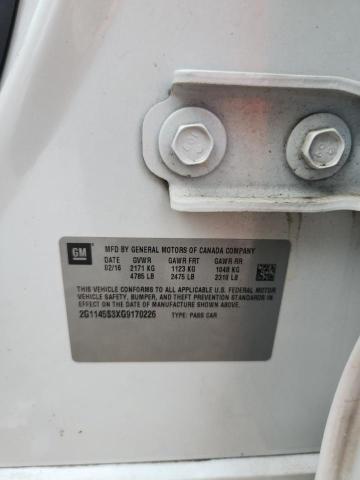 GM
MFD BY GENERAL MOTORS OF CANADA COMPANY
DATE GVWR GAWR FRT GAWR RR
02/16 2171 KG 1123 KG 1048 KG
4785 LB 2475 LB 2310 LB
THIS VEHICLE CONFORMS TO ALL APPLICABLE U.S. FEDERAL MOTOR
VEHICLE SAFETY, BUMPER, AND THEFT PREVENTION STANDARDS IN
EFFECT ON THE DATE OF MANUFACTURE SHOWN ABOVE.
2G1145S3XG9170226 TYPE: PASS CAR